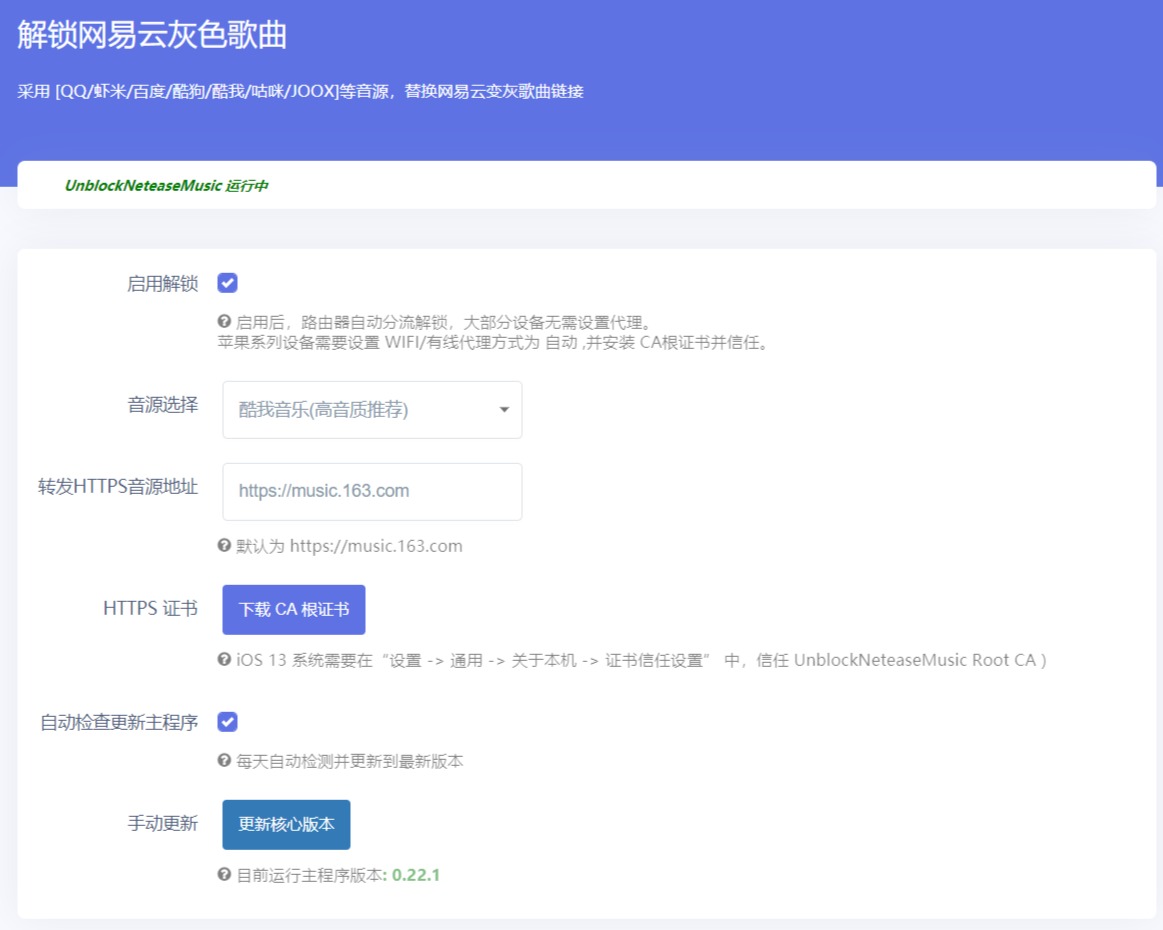 解锁网易云灰色歌曲
采用 [QQ/虾米/百度/酷狗/酷我/咕咪/JOOX]等音源，替换网易云变灰歌曲链接
UnblockNeteaseMusic 运行中
启用解锁
启用后，路由器自动分流解锁，大部分设备无需设置代理。
苹果系列设备需要设置 WIFI/有线代理方式为 自动 ,并安装 CA根证书并信任。
音源选择
酷我音乐(高音质推荐)
转发HTTPS音源地址
https://music.163.com
默认为 https://music.163.com
HTTPS 证书
下载 CA 根证书
iOS 13 系统需要在“设置 -> 通用 -> 关于本机 -> 证书信任设置” 中，信任 UnblockNeteaseMusic Root CA )
自动检查更新主程序
每天自动检测并更新到最新版本
手动更新
更新核心版本
目前运行主程序版本: 0.22.1